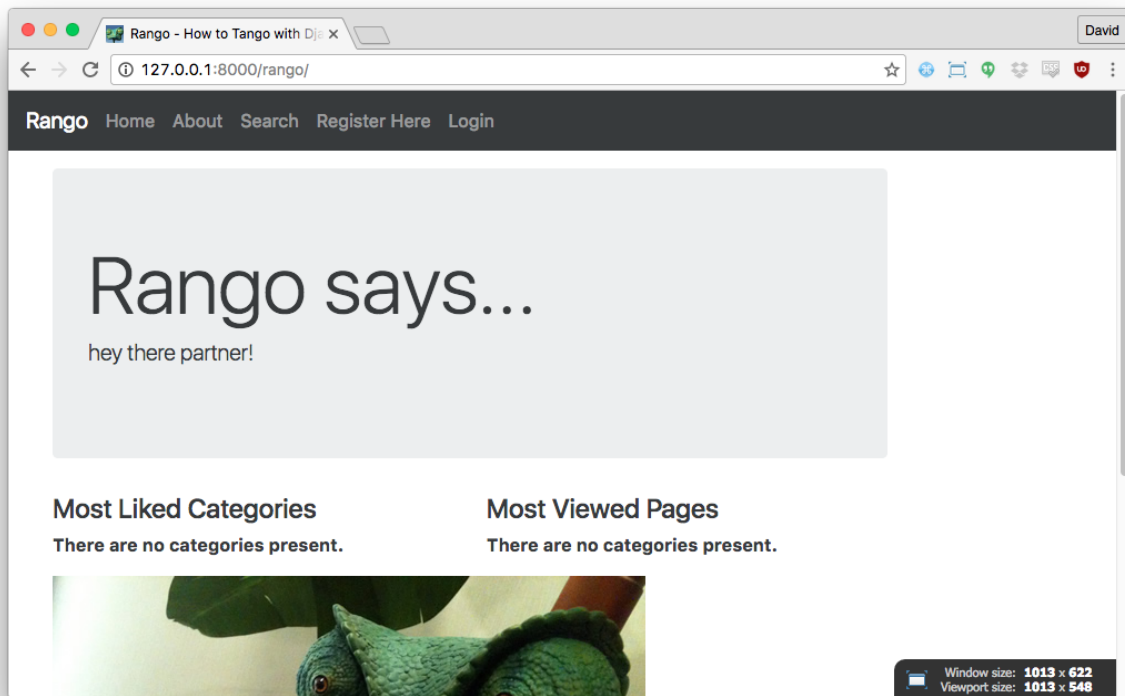 Rango - How to Tango with Dja
David
127.0.0.1:8000/rango/
Rango Home About Search Register Here Login
Rango says...
hey there partner!
Most Liked Categories
There are no categories present.
Most Viewed Pages
There are no categories present.
Window size: 1013 x 622
Viewport size: 1013 x 548